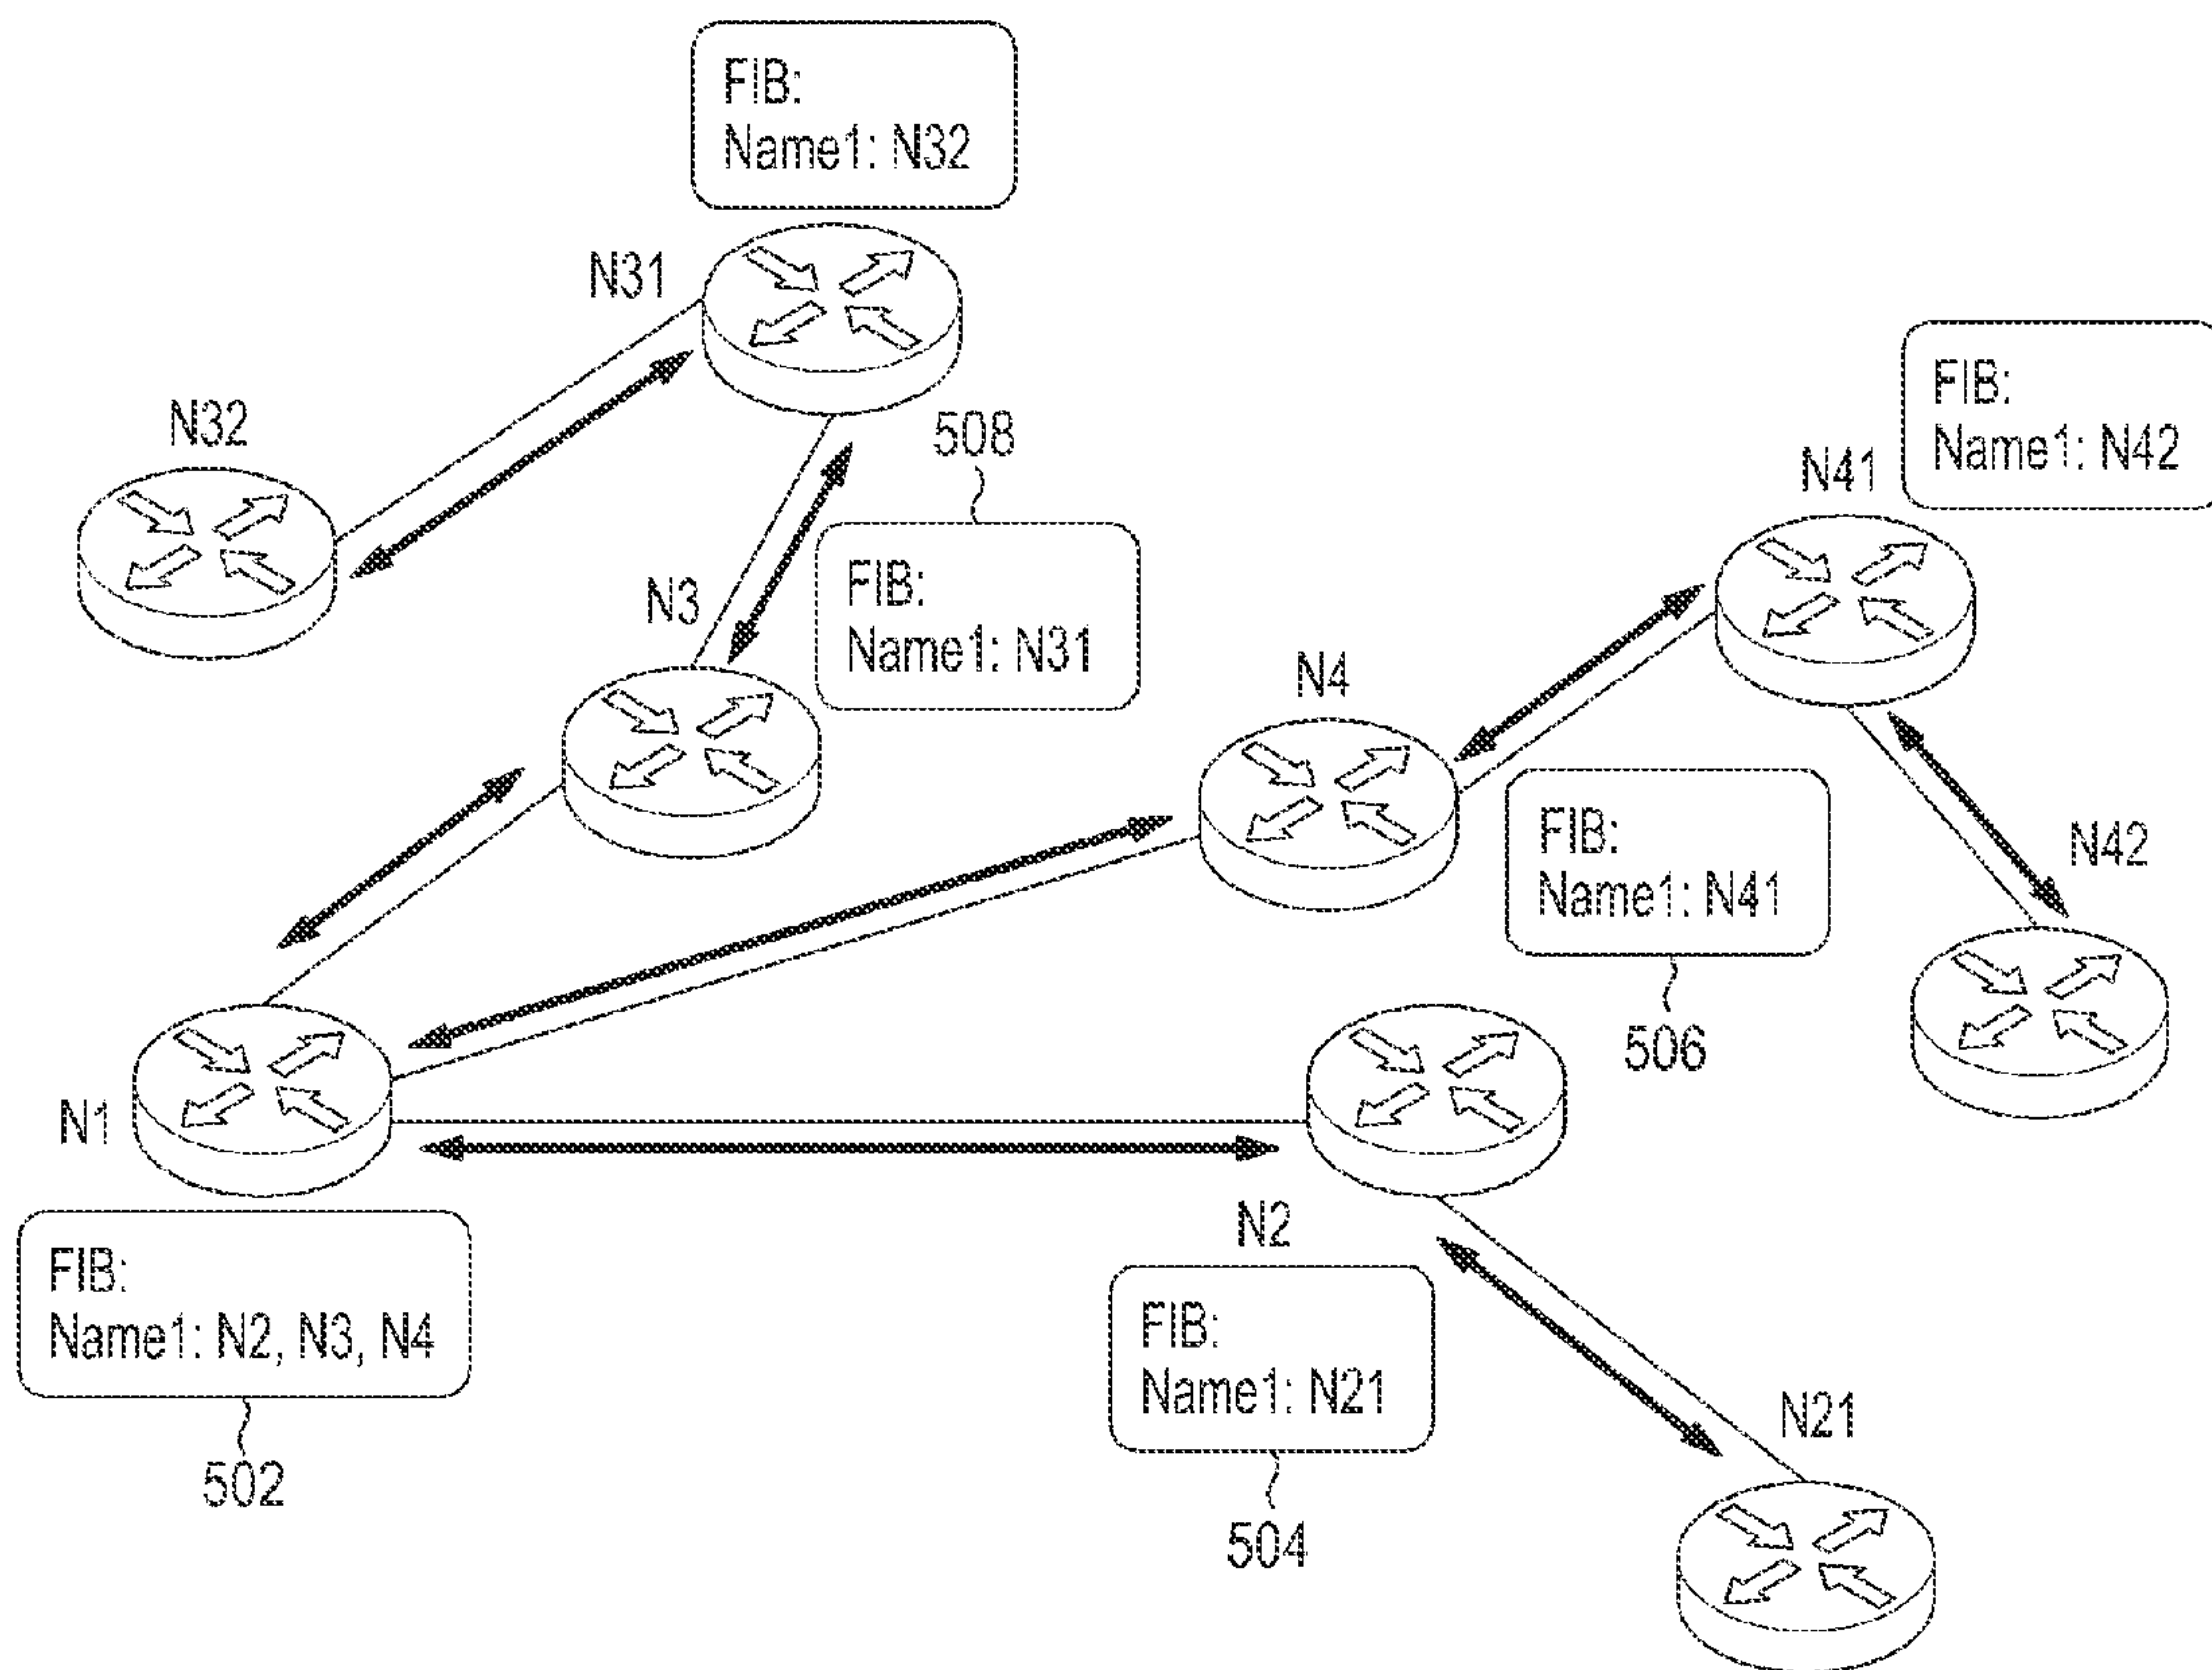 FIB:
Name1: N32
N31
N32
508
FIB:
Name1: N42
N41
N3
FIB:
Name1: N31
N4
FIB:
Name1: N41
N42
506
N1
FIB:
Name1: N2, N3, N4
502
N2
FIB:
Name1: N21
504
N21